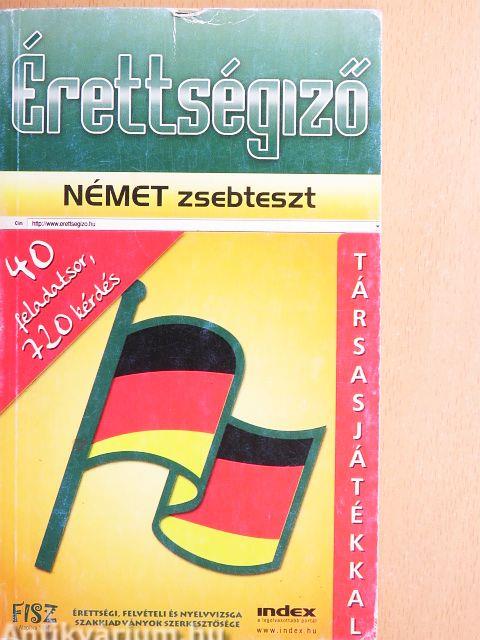 Érettségiző
NÉMET zsebteszt
Cím http://www.erettsegizo.hu
40
feladatsor,
720 kérdés
TÁRSASJÁTÉKKAL
FISZ
ÉRETTSÉGI, FELVÉTELI ÉS NYELVVIZSGA
SZAKKIADVÁNYOK SZERKESZTŐSÉGE
index
a legolvasottabb portál
www.index.hu
Antikvarium.hu